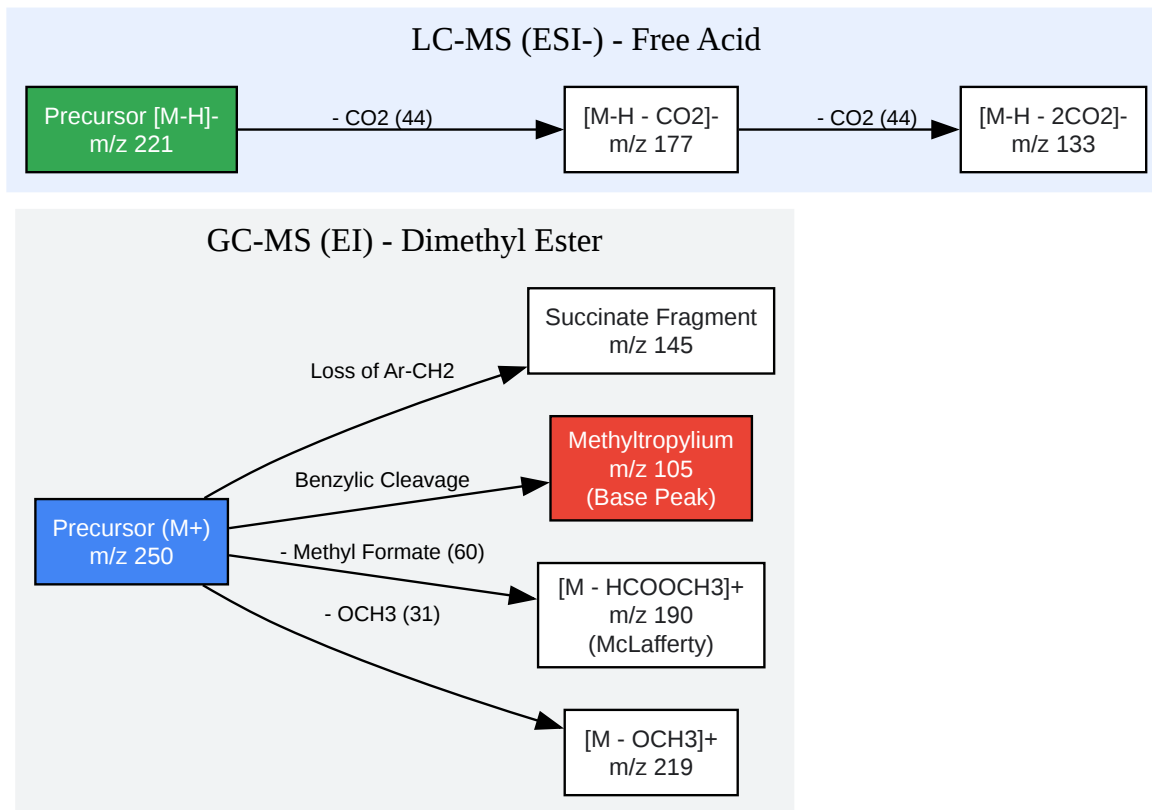 LC-MS (ESI-) - Free Acid
Precursor [M-H]-
m/z 221
- CO2 (44)
[M-H - CO2]-
m/z 177
- CO2 (44)
[M-H - 2CO2]-
m/z 133
GC-MS (EI) - Dimethyl Ester
Precursor (M+)
m/z 250
Loss of Ar-CH2
Succinate Fragment
m/z 145
Benzylic Cleavage
Methyltropylium
m/z 105
(Base Peak)
- Methyl Formate (60)
[M - HCOOCH3]+
m/z 190
(McLafferty)
- OCH3 (31)
[M - OCH3]+
m/z 219